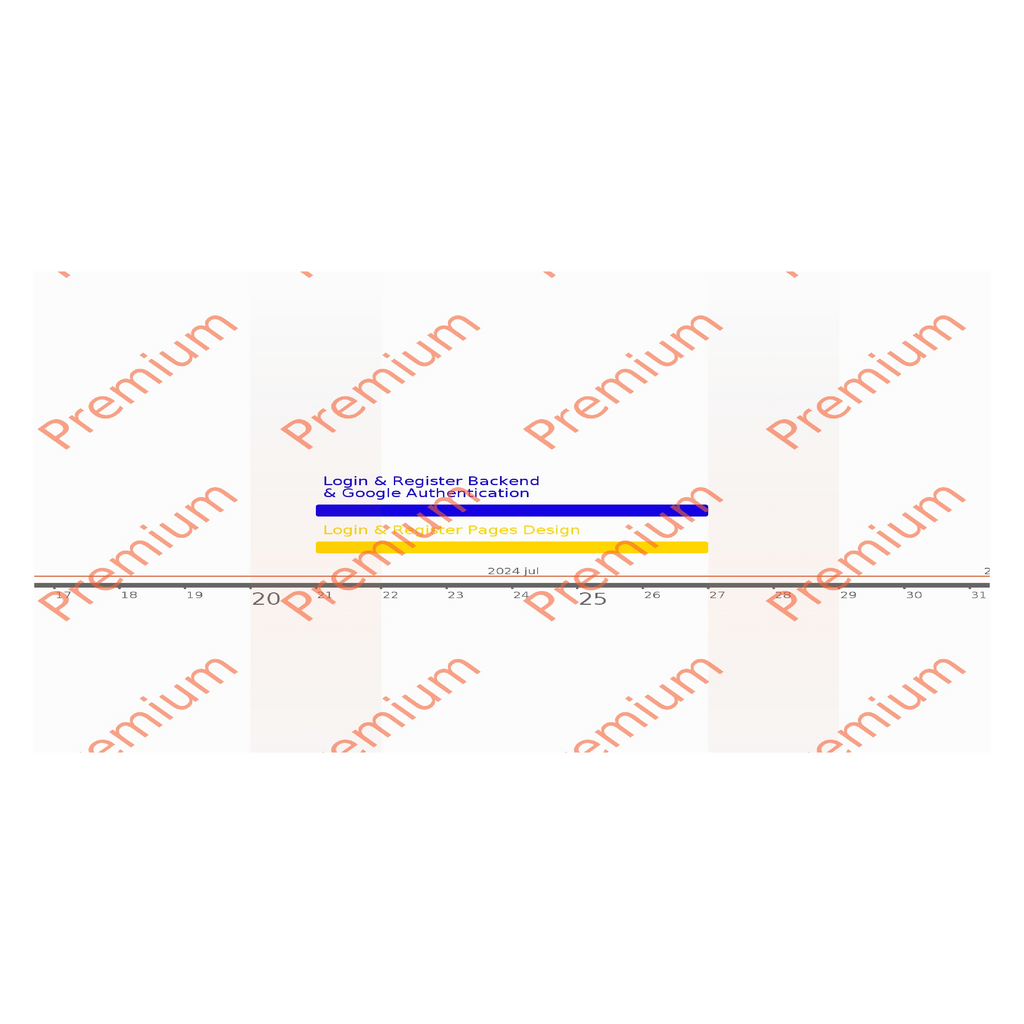 Premium Premium Premium Premium
Login & Register Backend
& Google Authentication
Login & Register Pages Design
2024 jul
17 18 19 20 21 22 23 24 25 26 27 28 29 30 31
Premium Premium Premium Premium
Premium Premium Premium Premium